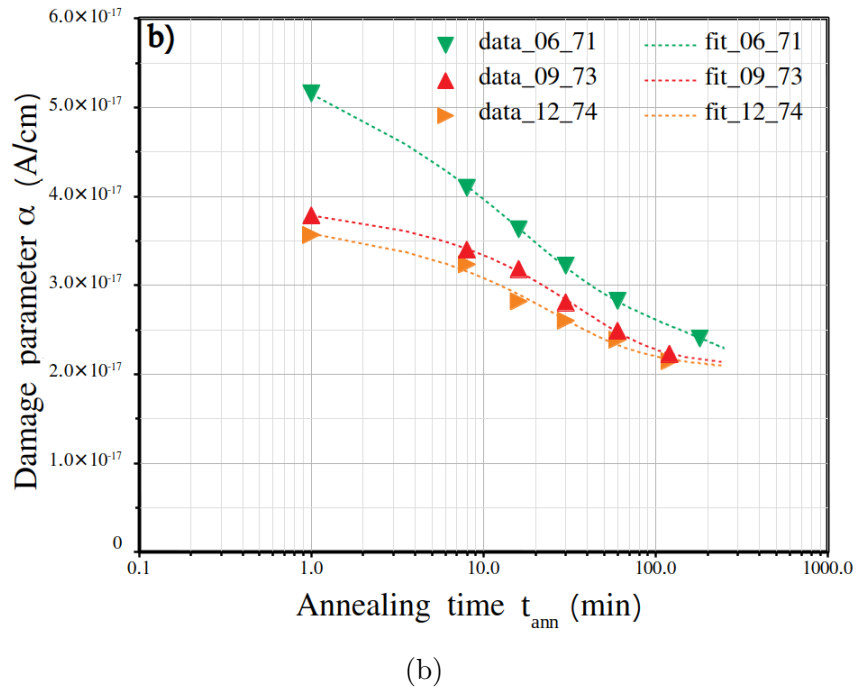 6.0×10-17
b)
data_06_71 fit_06_71
data_09_73 fit_09_73
data_12_74 fit_12_74
5.0×10-17
4.0×10-17
3.0×10-17
2.0×10-17
1.0×10-17
0
Damage parameter α (A/cm)
0.1 1.0 10.0 100.0 1000.0
Annealing time tann (min)
(b)